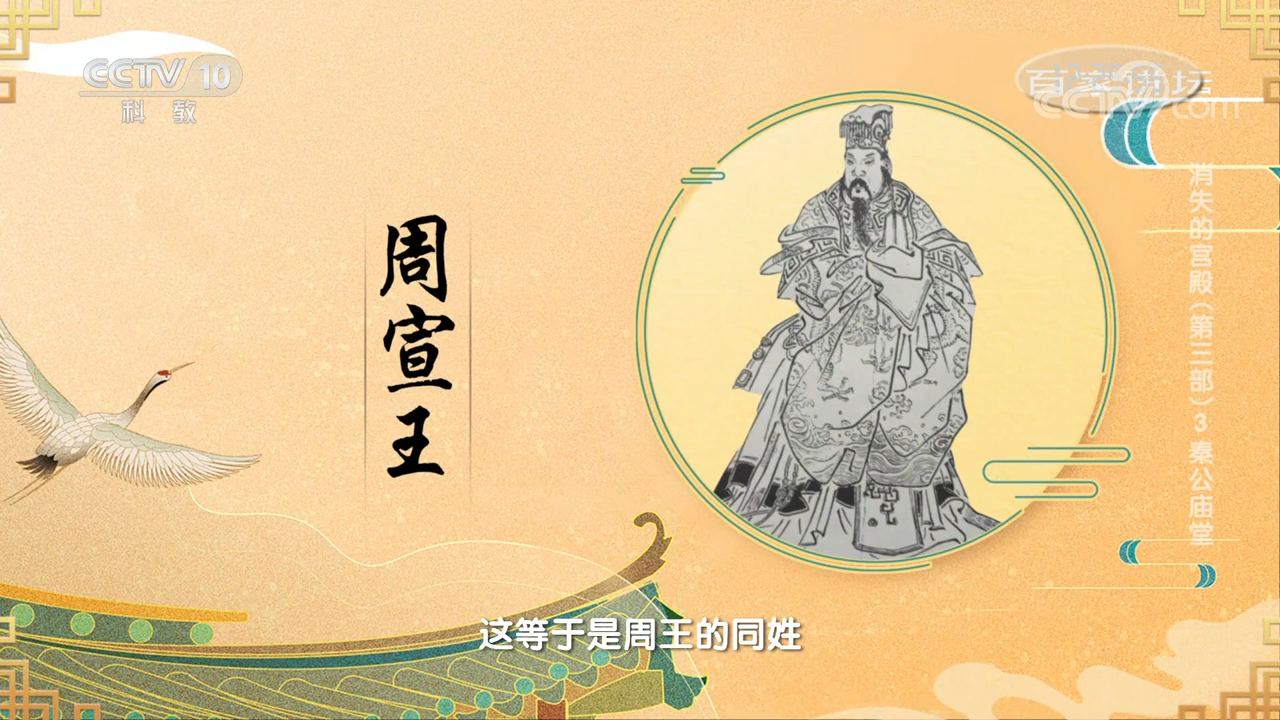 CCTV 10
科教
百家讲坛
CCTV.com
消失的宫殿（第三部）3 秦公庙堂
周宣王
这等于是周王的同姓